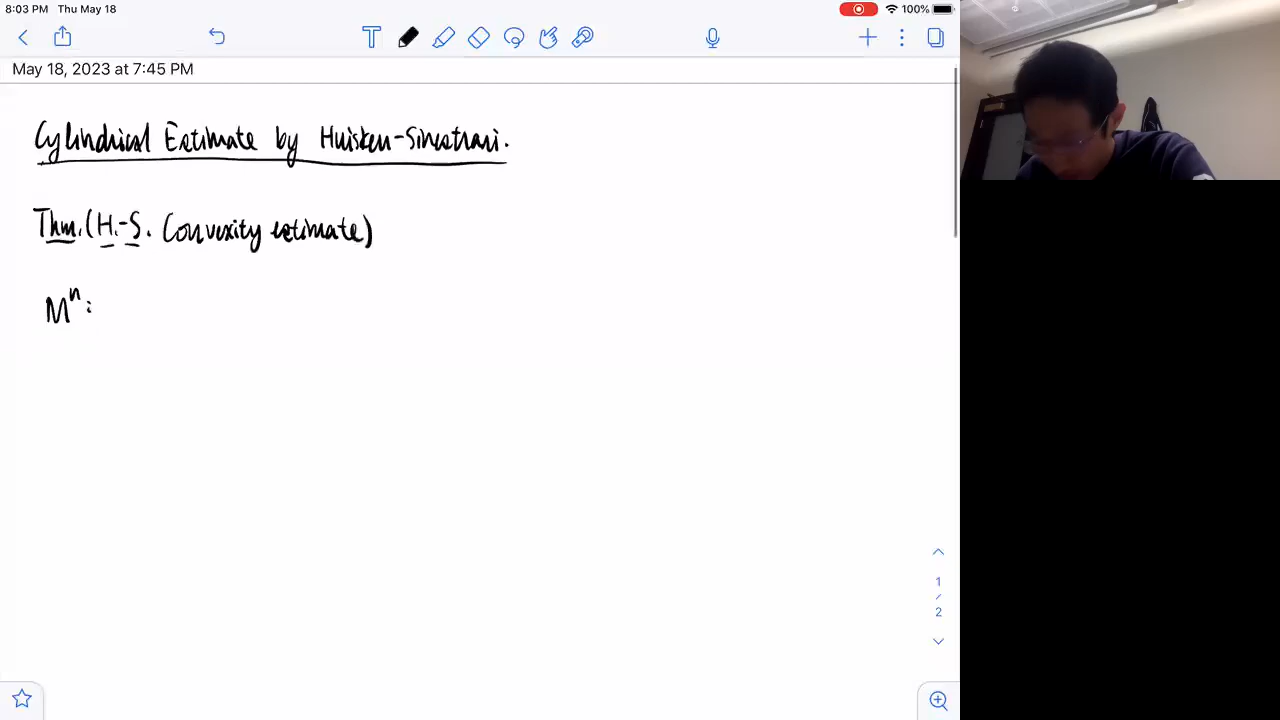 8:03 PM Thu May 18
100%
May 18, 2023 at 7:45 PM
Cylindrical Estimate by Huisken-Sinestrari.
Thm. (H.-S. Convexity estimate)
Mⁿ:
1
/
2